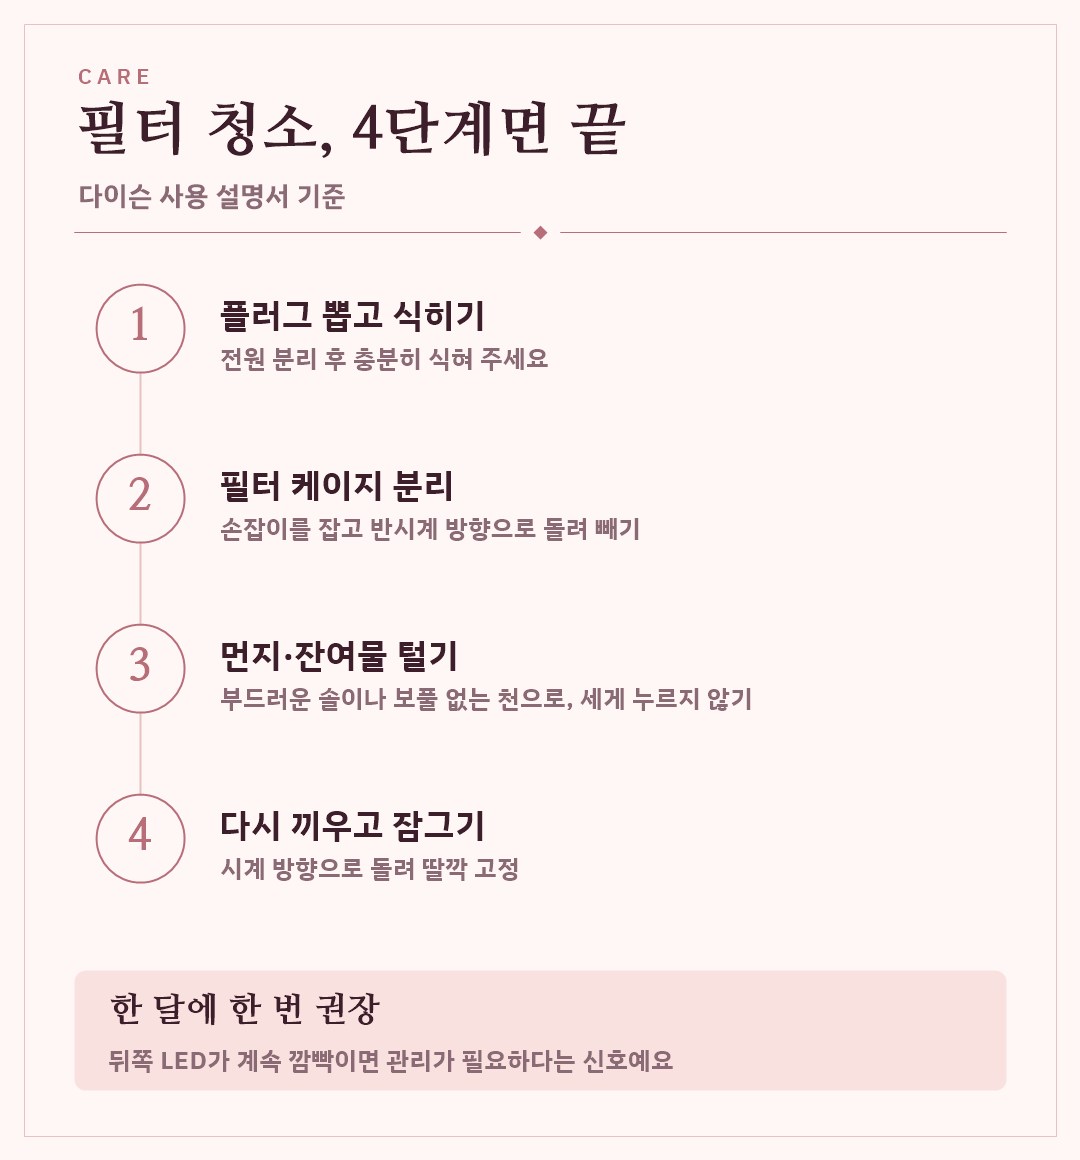 CARE
필터 청소, 4단계면 끝
다이슨 사용 설명서 기준
1
플러그 뽑고 식히기
전원 분리 후 충분히 식혀 주세요
2
필터 케이지 분리
손잡이를 잡고 반시계 방향으로 돌려 빼기
3
먼지·잔여물 털기
부드러운 솔이나 보풀 없는 천으로, 세게 누르지 않기
4
다시 끼우고 잠그기
시계 방향으로 돌려 딸깍 고정
한 달에 한 번 권장
뒤쪽 LED가 계속 깜빡이면 관리가 필요하다는 신호예요